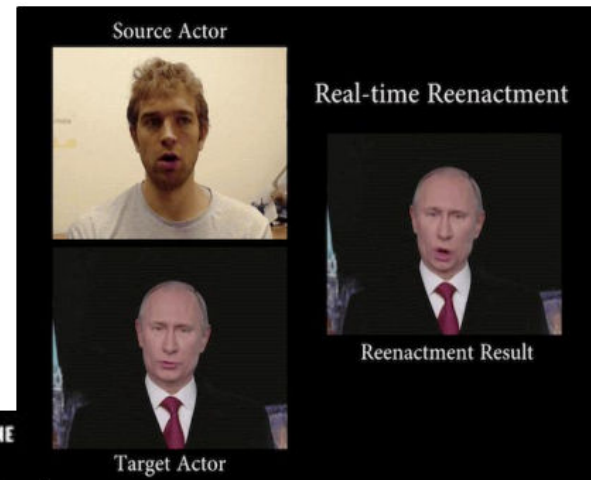 Source Actor
Real-time Reenactment
Reenactment Result
Target Actor